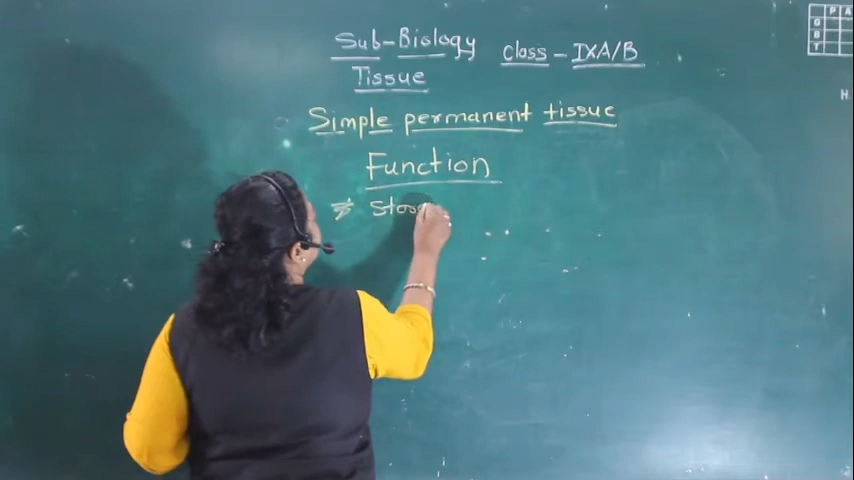 Sub-Biology Class - IXA/B
Tissue
Simple permanent tissue
Function
P A
G
B
T
H